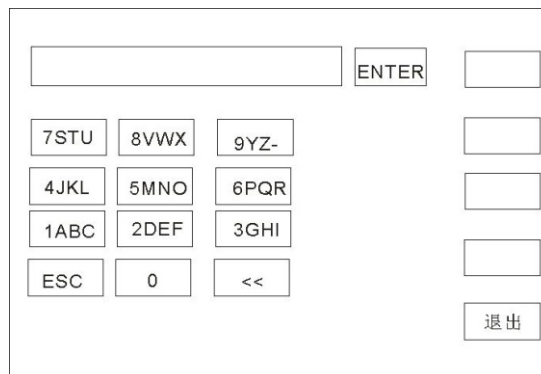 ENTER
7STU 8VWX 9YZ-
4JKL 5MNO 6PQR
1ABC 2DEF 3GHI
ESC 0 <<
退出